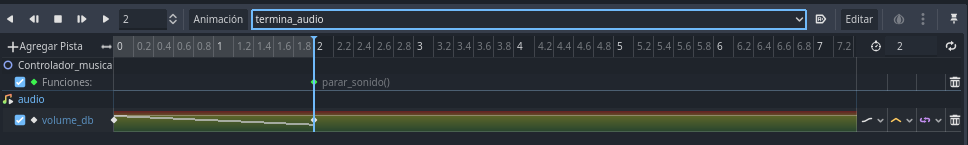 2 Animación termina_audio Editar
Agregar Pista 0 0.2 0.4 0.6 0.8 1 1.2 1.4 1.6 1.8 2 2.2 2.4 2.6 2.8 3 3.2 3.4 3.6 3.8 4 4.2 4.4 4.6 4.8 5 5.2 5.4 5.6 5.8 6 6.2 6.4 6.6 6.8 7 7.2 2
Controlador_musica
Funciones: parar_sonido()
audio
volume_db